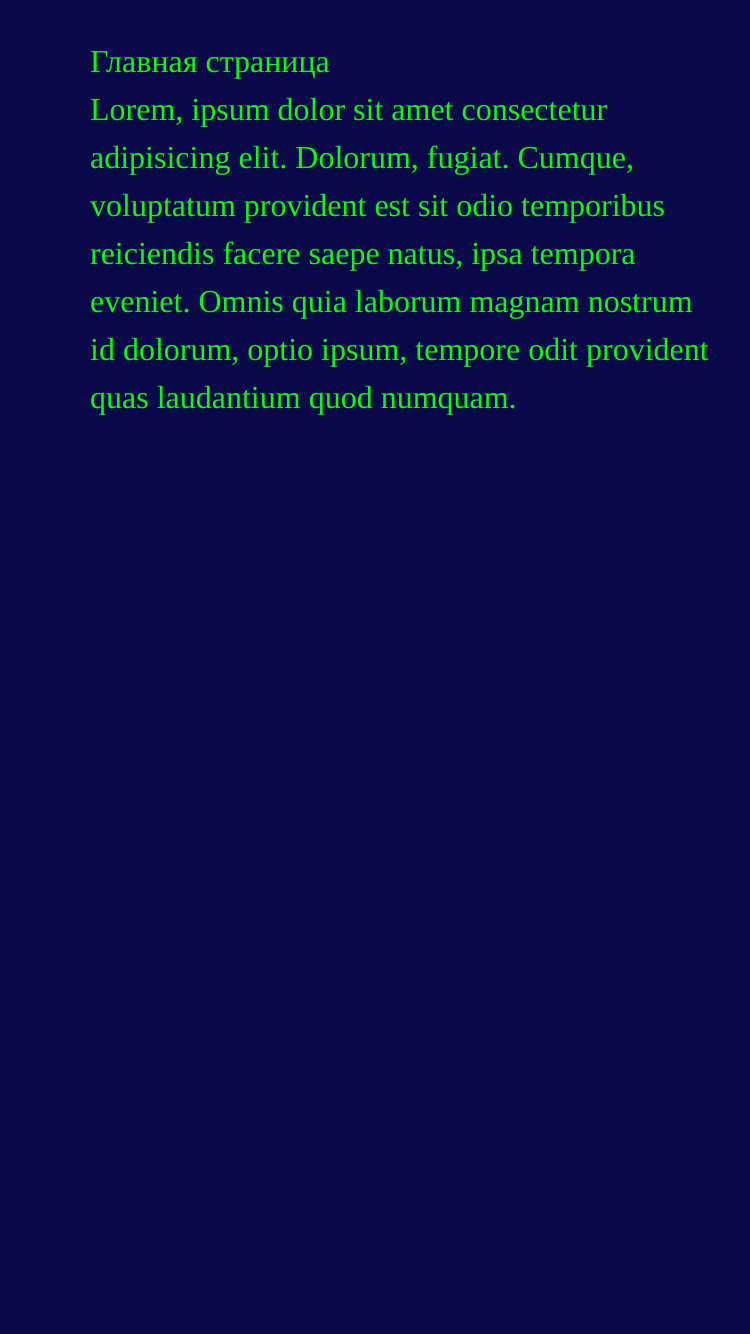 Главная страница
Lorem, ipsum dolor sit amet consectetur
adipisicing elit. Dolorum, fugiat. Cumque,
voluptatum provident est sit odio temporibus
reiciendis facere saepe natus, ipsa tempora
eveniet. Omnis quia laborum magnam nostrum
id dolorum, optio ipsum, tempore odit provident
quas laudantium quod numquam.